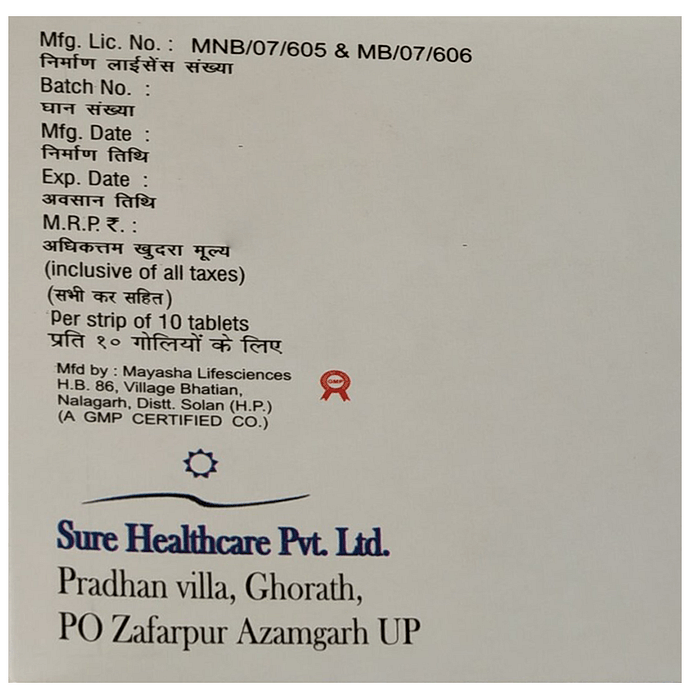 Mfg. Lic. No. : MNB/07/605 & MB/07/606
निर्माण लाईसेंस संख्या
Batch No. :
घान संख्या
Mfg. Date :
निर्माण तिथि
Exp. Date :
अवसान तिथि
M.R.P. ₹. :
अधिकत्तम खुदरा मूल्य
(inclusive of all taxes)
(सभी कर सहित)
Per strip of 10 tablets
प्रति १० गोलियों के लिए
Mfd by : Mayasha Lifesciences
H.B. 86, Village Bhatian,
Nalagarh, Distt. Solan (H.P.)
(A GMP CERTIFIED CO.)
GMP
Sure Healthcare Pvt. Ltd.
Pradhan villa, Ghorath,
PO Zafarpur Azamgarh UP